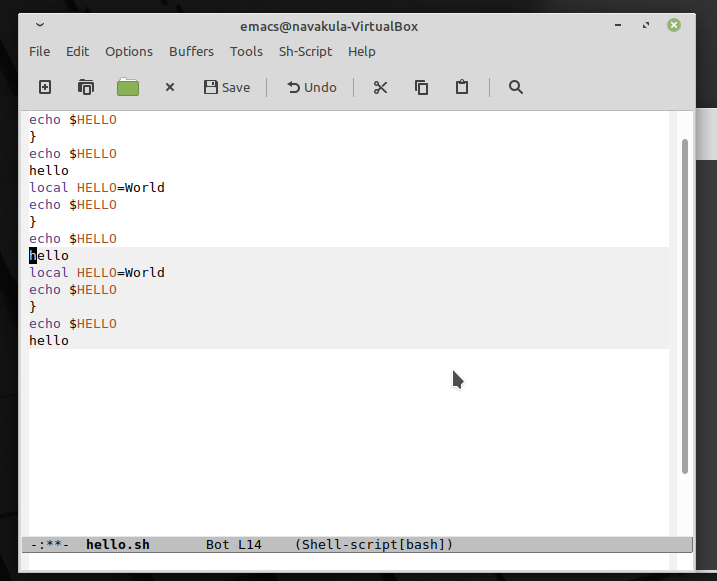 emacs@navakula-VirtualBox
File Edit Options Buffers Tools Sh-Script Help
Save Undo
echo $HELLO
}
echo $HELLO
hello
local HELLO=World
echo $HELLO
}
echo $HELLO
hello
local HELLO=World
echo $HELLO
}
echo $HELLO
hello
-:**- hello.sh Bot L14 (Shell-script[bash])